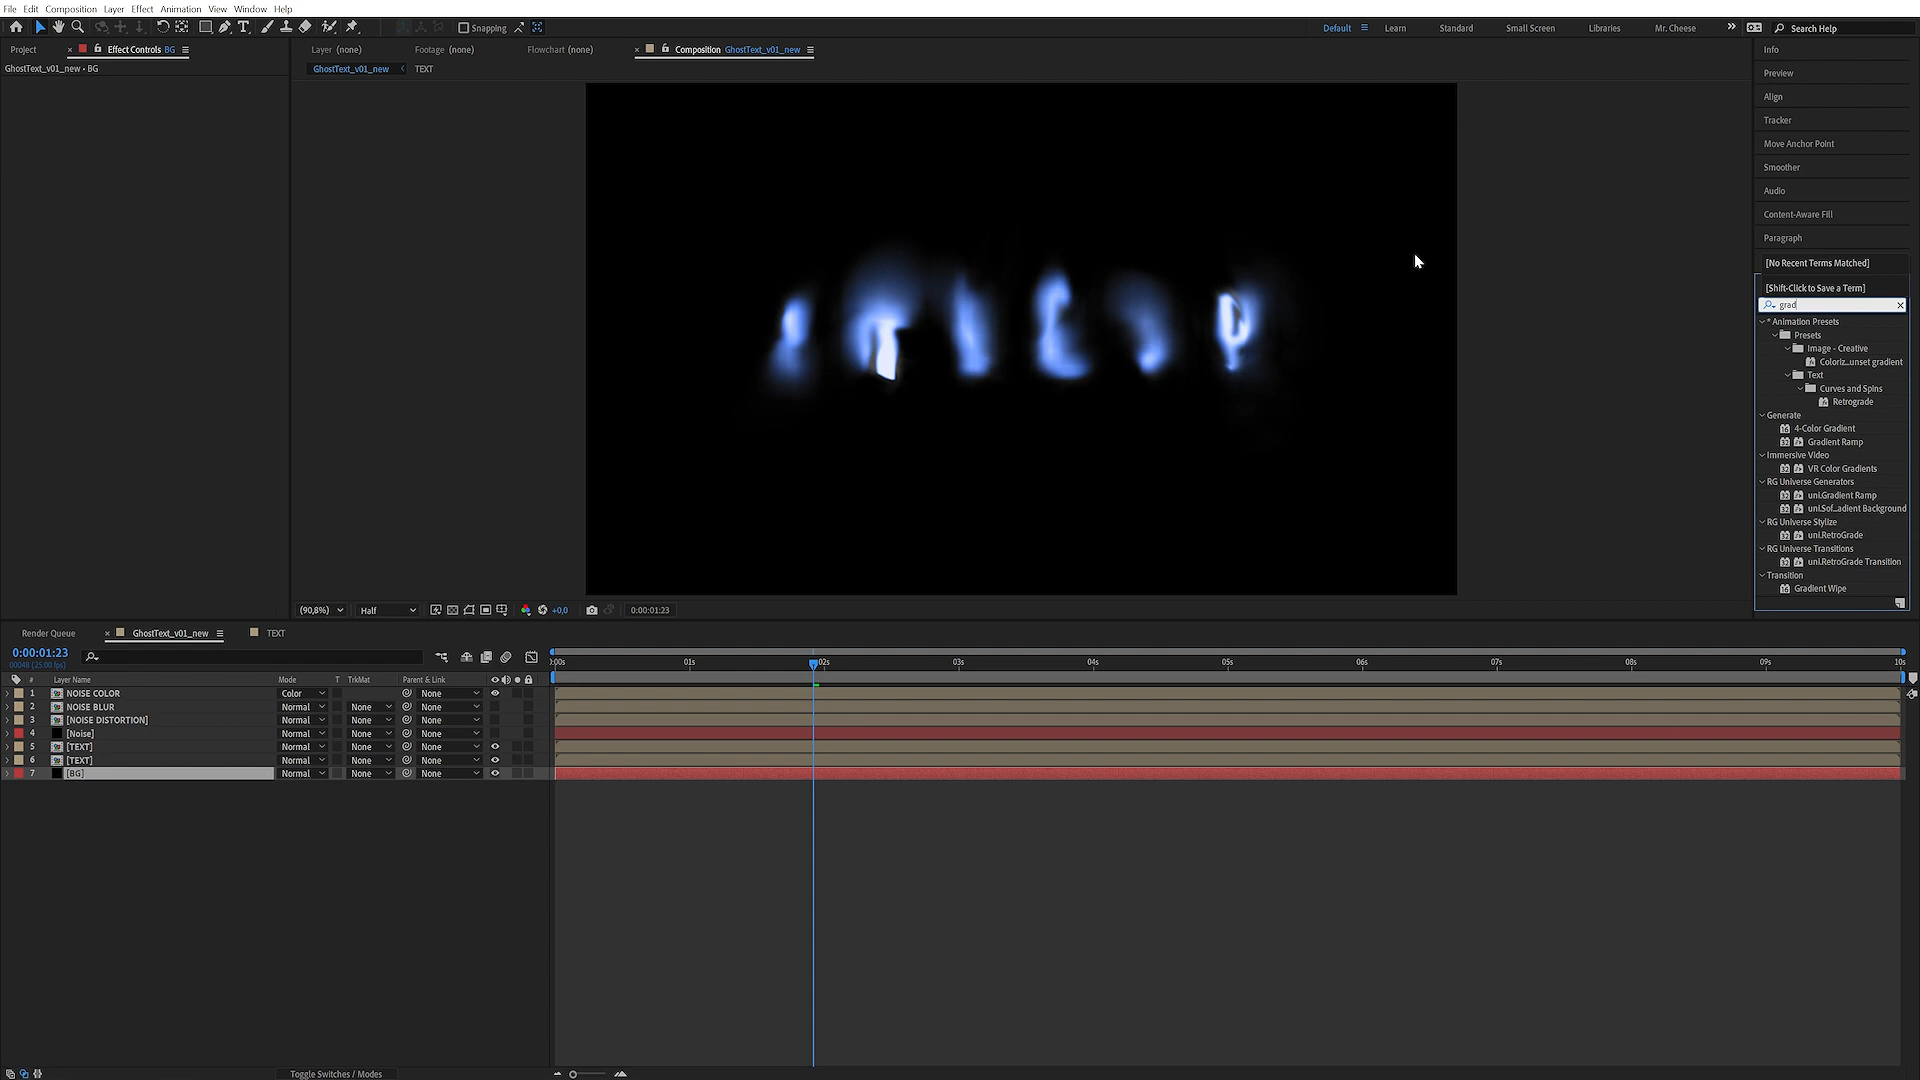 File Edit Composition Layer Effect Animation View Window Help
Snapping
Default Learn Standard Small Screen Libraries Mr. Cheese Search Help
Project Effect Controls BG
Layer (none) Footage (none) Flowchart (none) Composition GhostText_v01_new
GhostText_v01_new • BG
GhostText_v01_new TEXT
Info
Preview
Align
Tracker
Move Anchor Point
Smoother
Audio
Content-Aware Fill
Paragraph
[No Recent Terms Matched]
[Shift-Click to Save a Term]
grad
* Animation Presets
Presets
Image - Creative
Coloriz...unset gradient
Text
Curves and Spins
Retrograde
Generate
4-Color Gradient
Gradient Ramp
Immersive Video
VR Color Gradients
RG Universe Generators
uni.Gradient Ramp
uni.Sof...adient Background
RG Universe Stylize
uni.RetroGrade
RG Universe Transitions
uni.RetroGrade Transition
Transition
Gradient Wipe
(90,8%) Half +0,0 0:00:01:23
Render Queue GhostText_v01_new TEXT
0:00:01:23
00048 (25.00 fps)
:00s 01s 02s 03s 04s 05s 06s 07s 08s 09s 10s
# Layer Name Mode T TrkMat Parent & Link
1 NOISE COLOR Color None
2 NOISE BLUR Normal None None
3 [NOISE DISTORTION] Normal None None
4 [Noise] Normal None None
5 [TEXT] Normal None None
6 [TEXT] Normal None None
7 [BG] Normal None None
Toggle Switches / Modes